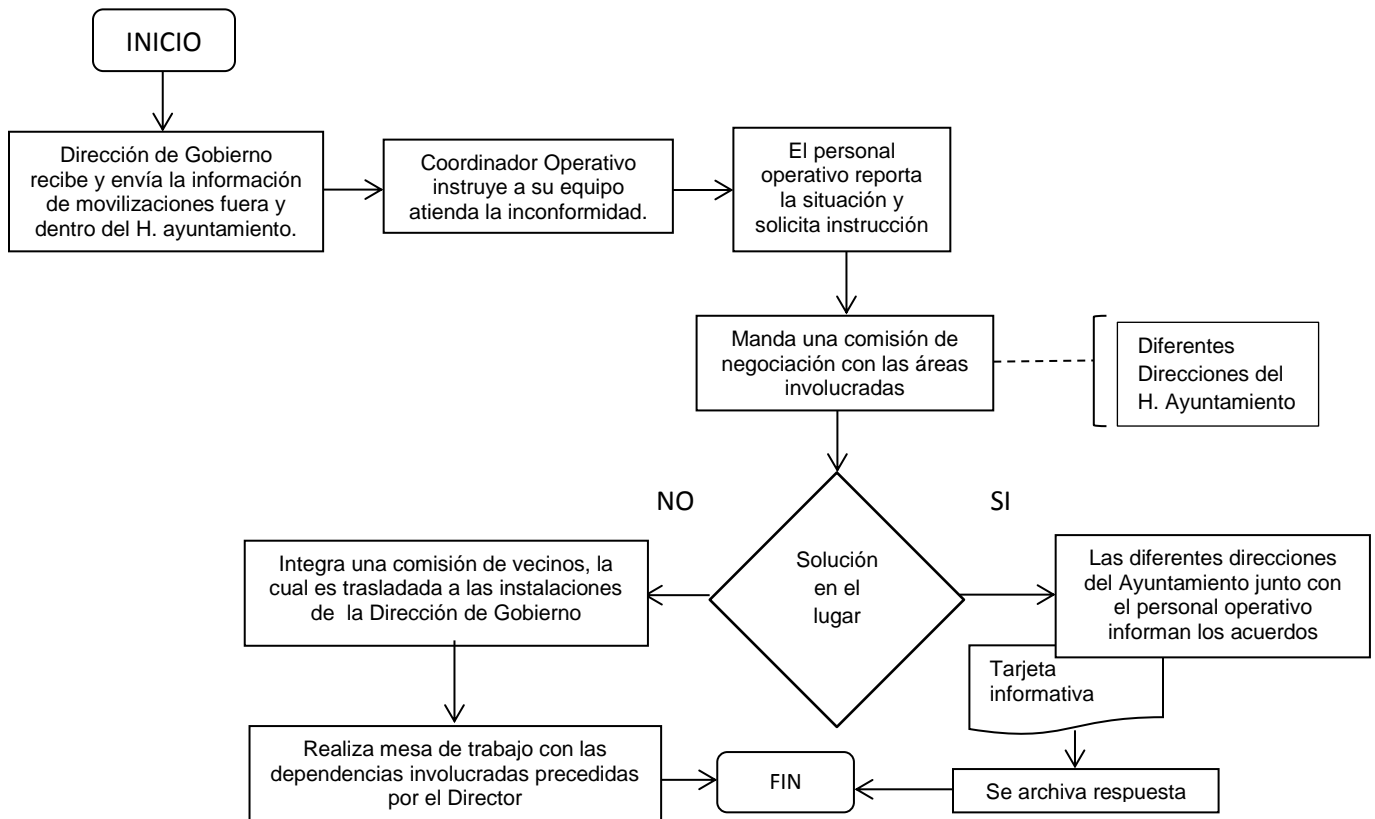 INICIO
Dirección de Gobierno
recibe y envía la información
de movilizaciones fuera y
dentro del H. ayuntamiento.
Coordinador Operativo
instruye a su equipo
atienda la inconformidad.
El personal
operativo reporta
la situación y
solicita instrucción
Manda una comisión de
negociación con las áreas
involucradas
Diferentes
Direcciones del
H. Ayuntamiento
NO
SI
Solución
en el
lugar
Integra una comisión de vecinos, la
cual es trasladada a las instalaciones
de la Dirección de Gobierno
Las diferentes direcciones
del Ayuntamiento junto con
el personal operativo
informan los acuerdos
Tarjeta
informativa
Realiza mesa de trabajo con las
dependencias involucradas precedidas
por el Director
FIN
Se archiva respuesta